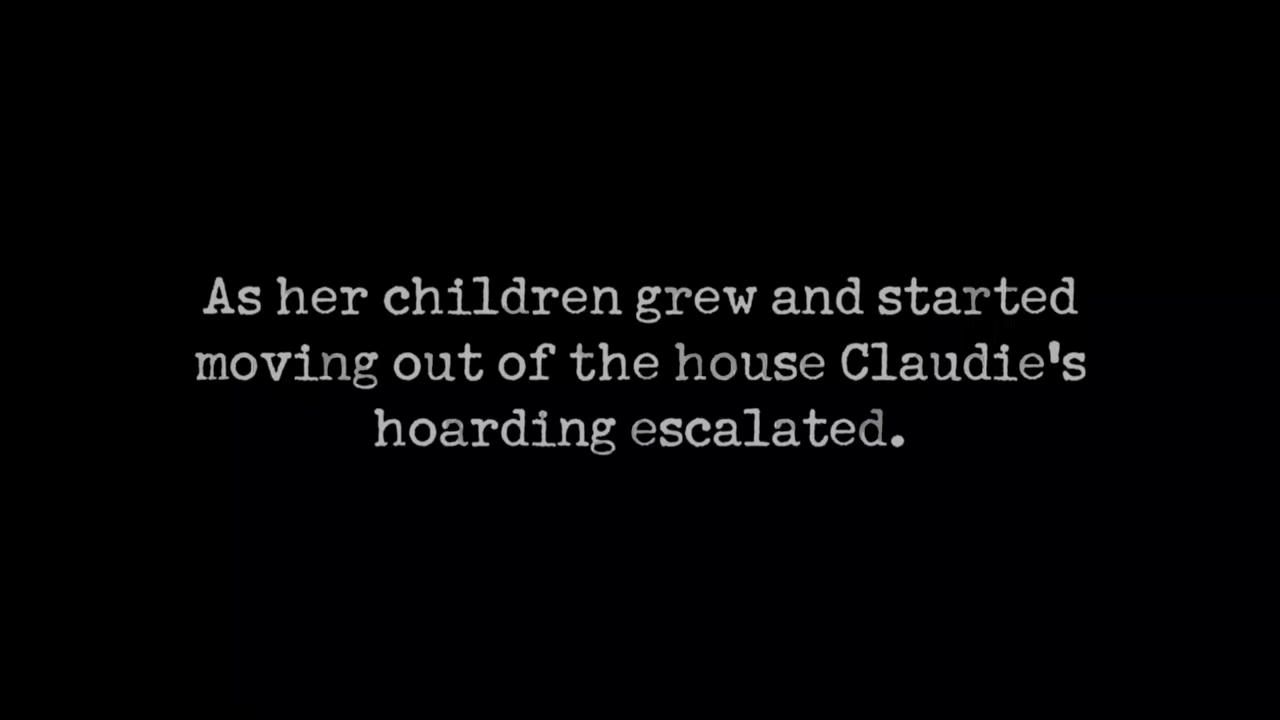 As her children grew and started
moving out of the house Claudie's
hoarding escalated.